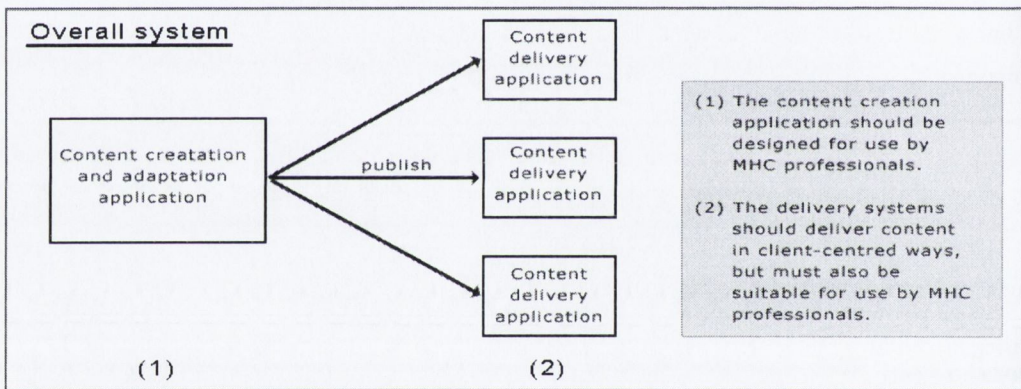 Overall system
Content creatation
and adaptation
application
publish
Content
delivery
application
Content
delivery
application
Content
delivery
application
(1) The content creation
application should be
designed for use by
MHC professionals.
(2) The delivery systems
should deliver content
in client-centred ways,
but must also be
suitable for use by MHC
professionals.
(1)
(2)